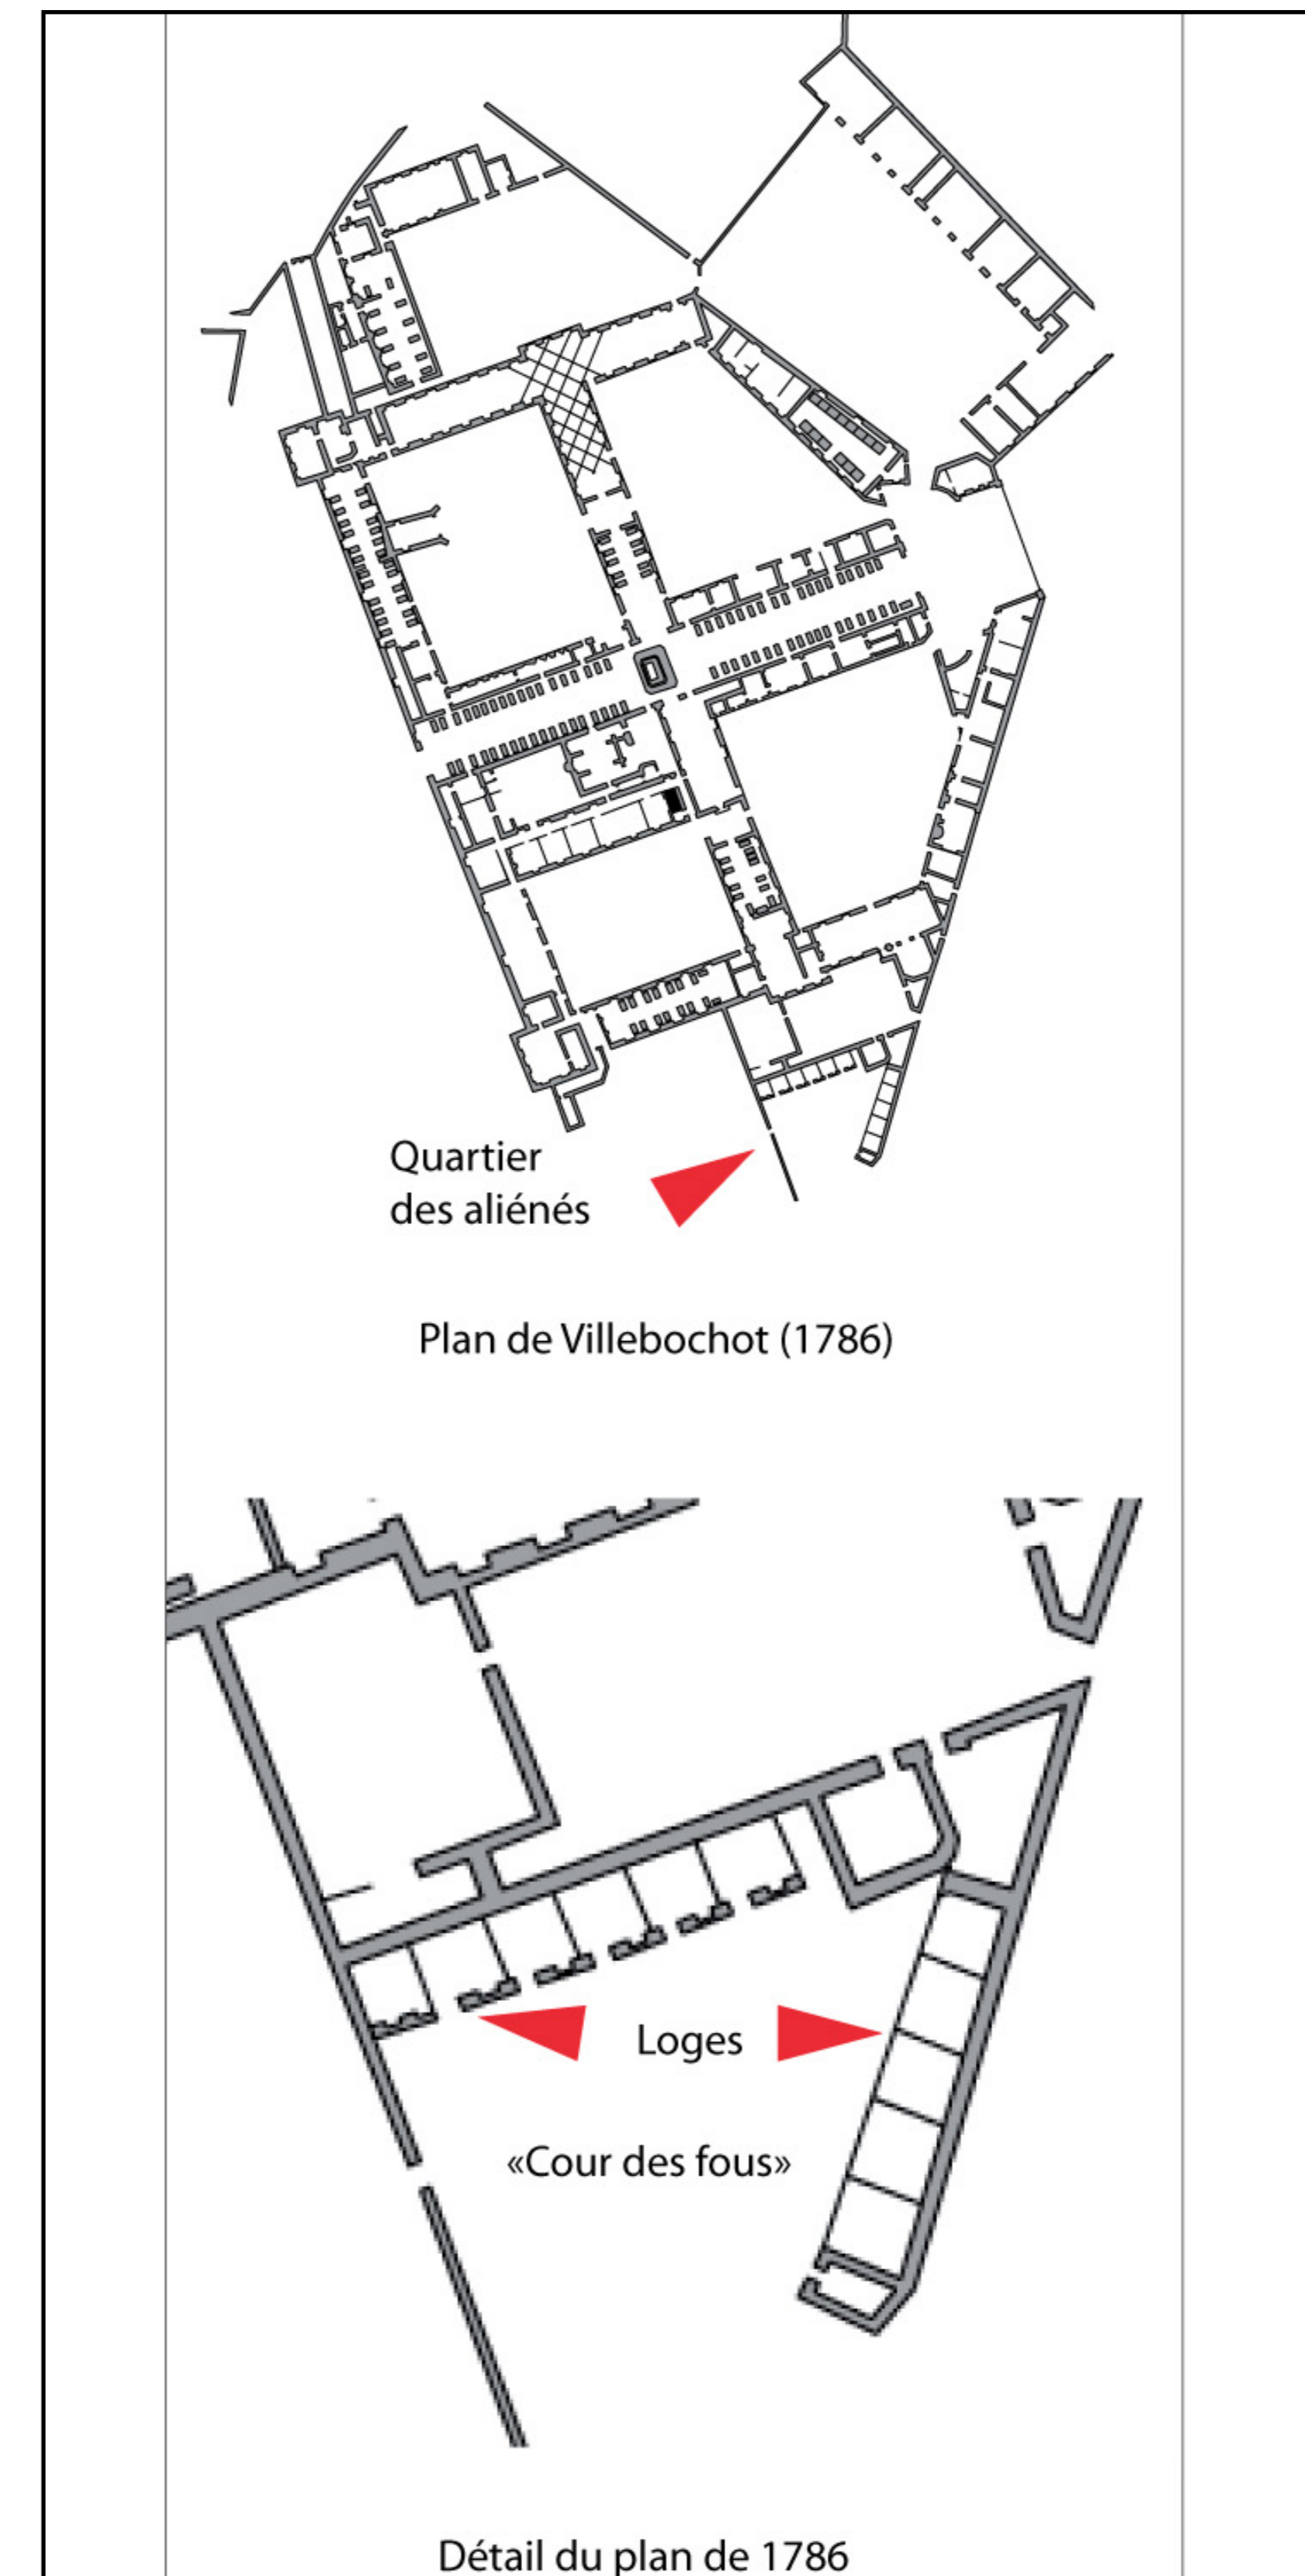 Quartier
des aliénés
Plan de Villebochot (1786)
Loges
«Cour des fous»
Détail du plan de 1786